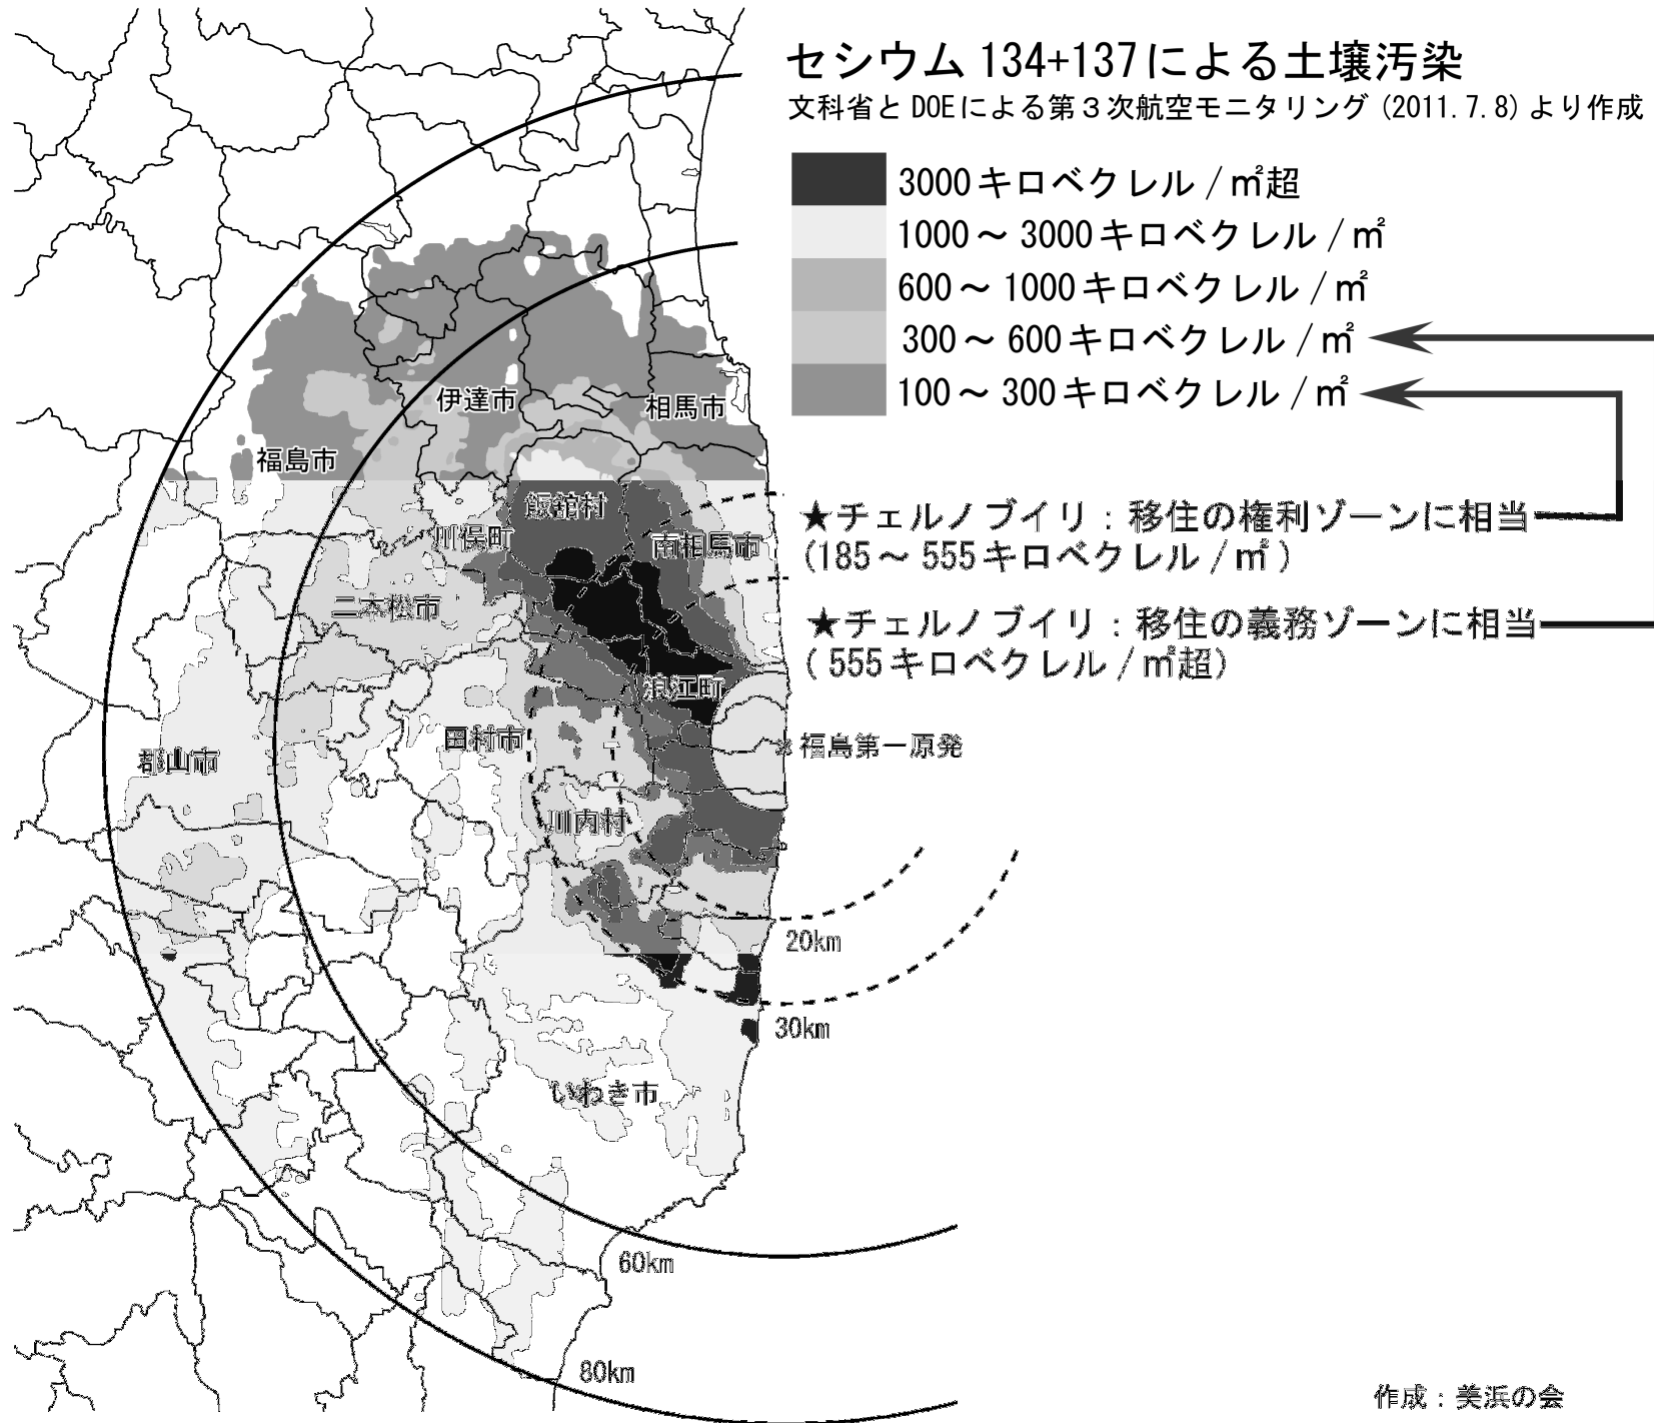 セシウム 134+137による土壌汚染
文科省と DOEによる第３次航空モニタリング (2011.7.8) より作成
3000キロベクレル / ㎡超
1000～ 3000キロベクレル / ㎡
600～ 1000キロベクレル / ㎡
300～ 600キロベクレル / ㎡
100～ 300キロベクレル / ㎡
伊達市
相馬市
福島市
飯舘村
川俣町
南相馬市
★チェルノブイリ：移住の権利ゾーンに相当
(185～ 555キロベクレル / ㎡ )
二本松市
★チェルノブイリ：移住の義務ゾーンに相当
( 555キロベクレル / ㎡超)
浪江町
田村市
福島第一原発
郡山市
川内村
20km
30km
いわき市
60km
80km
作成：美浜の会